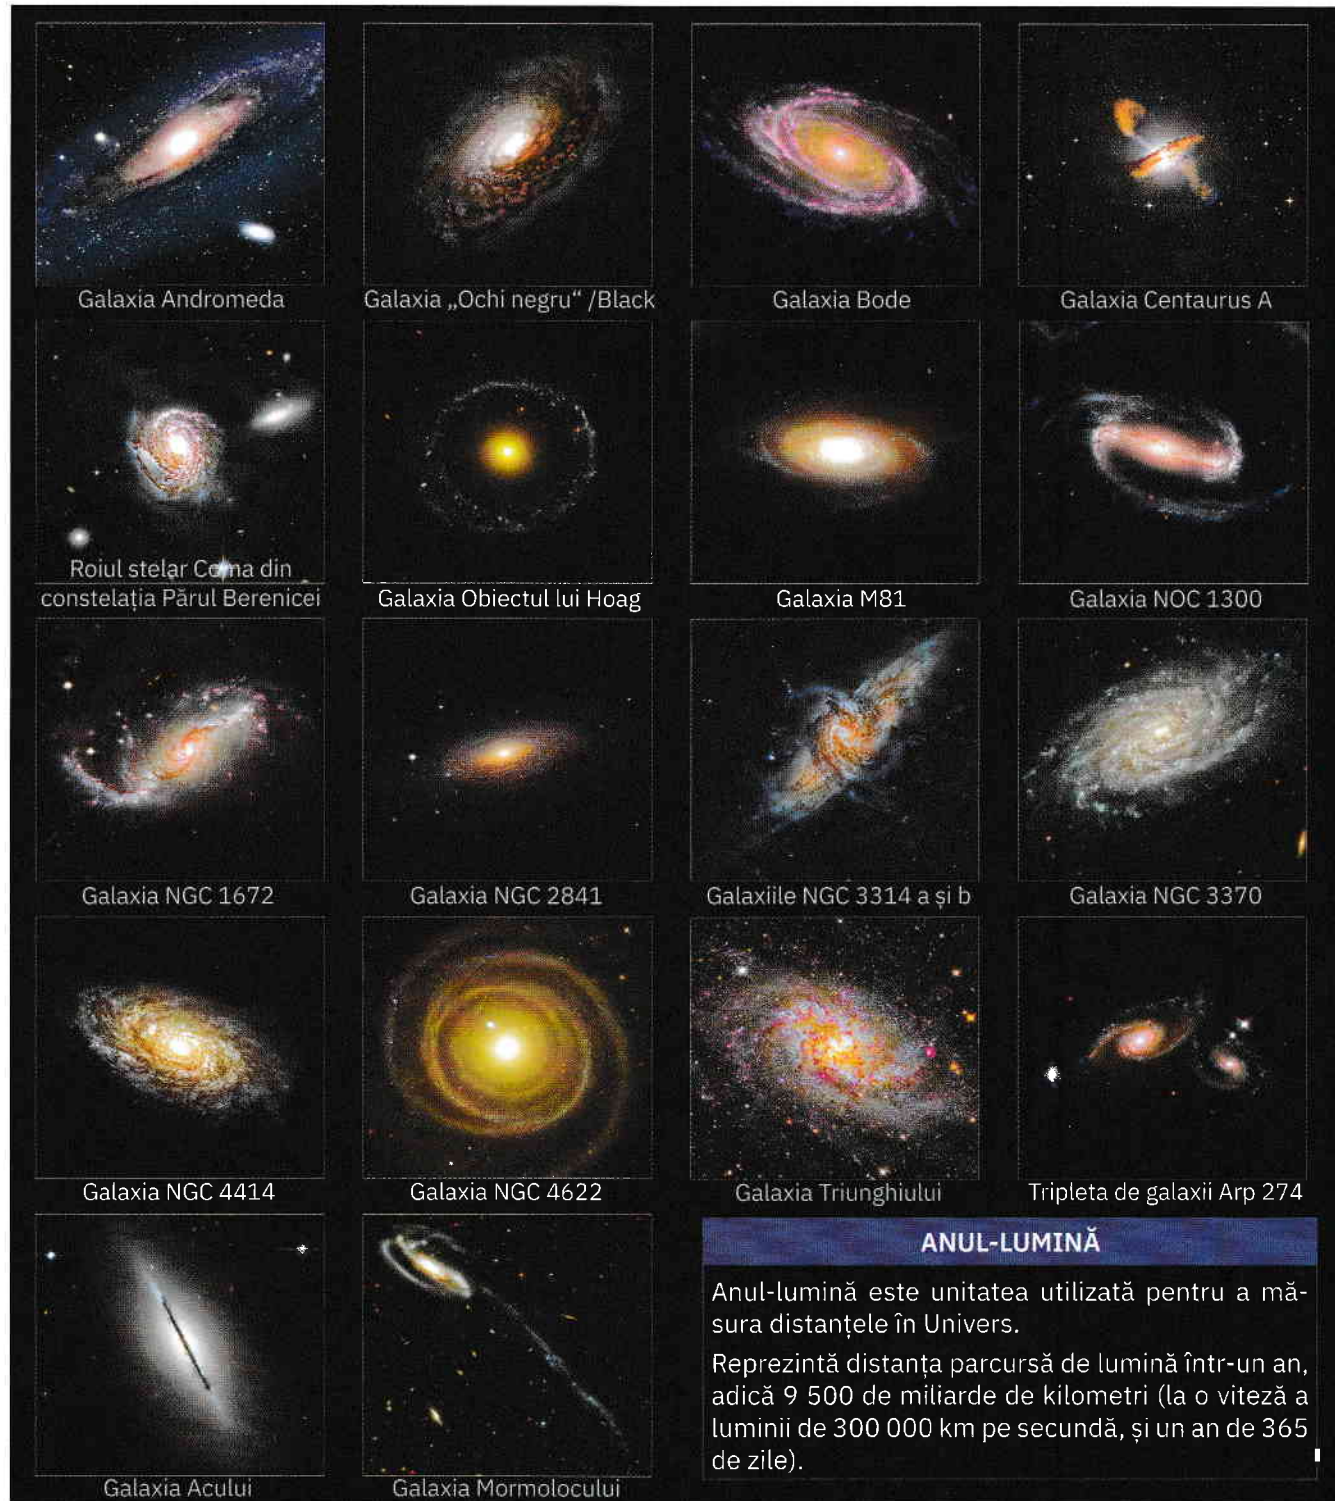 Galaxia Andromeda
Galaxia „Ochi negru“ /Black
Galaxia Bode
Galaxia Centaurus A
Roiul stelar Coma din
constelația Părul Berenicei
Galaxia Obiectul lui Hoag
Galaxia M81
Galaxia NOC 1300
Galaxia NGC 1672
Galaxia NGC 2841
Galaxiile NGC 3314 a și b
Galaxia NGC 3370
Galaxia NGC 4414
Galaxia NGC 4622
Galaxia Triunghiului
Tripleta de galaxii Arp 274
Galaxia Acului
Galaxia Mormolocului
ANUL-LUMINĂ
Anul-lumină este unitatea utilizată pentru a mă-
sura distanțele în Univers.
Reprezintă distanța parcursă de lumină într-un an,
adică 9 500 de miliarde de kilometri (la o viteză a
luminii de 300 000 km pe secundă, și un an de 365
de zile).